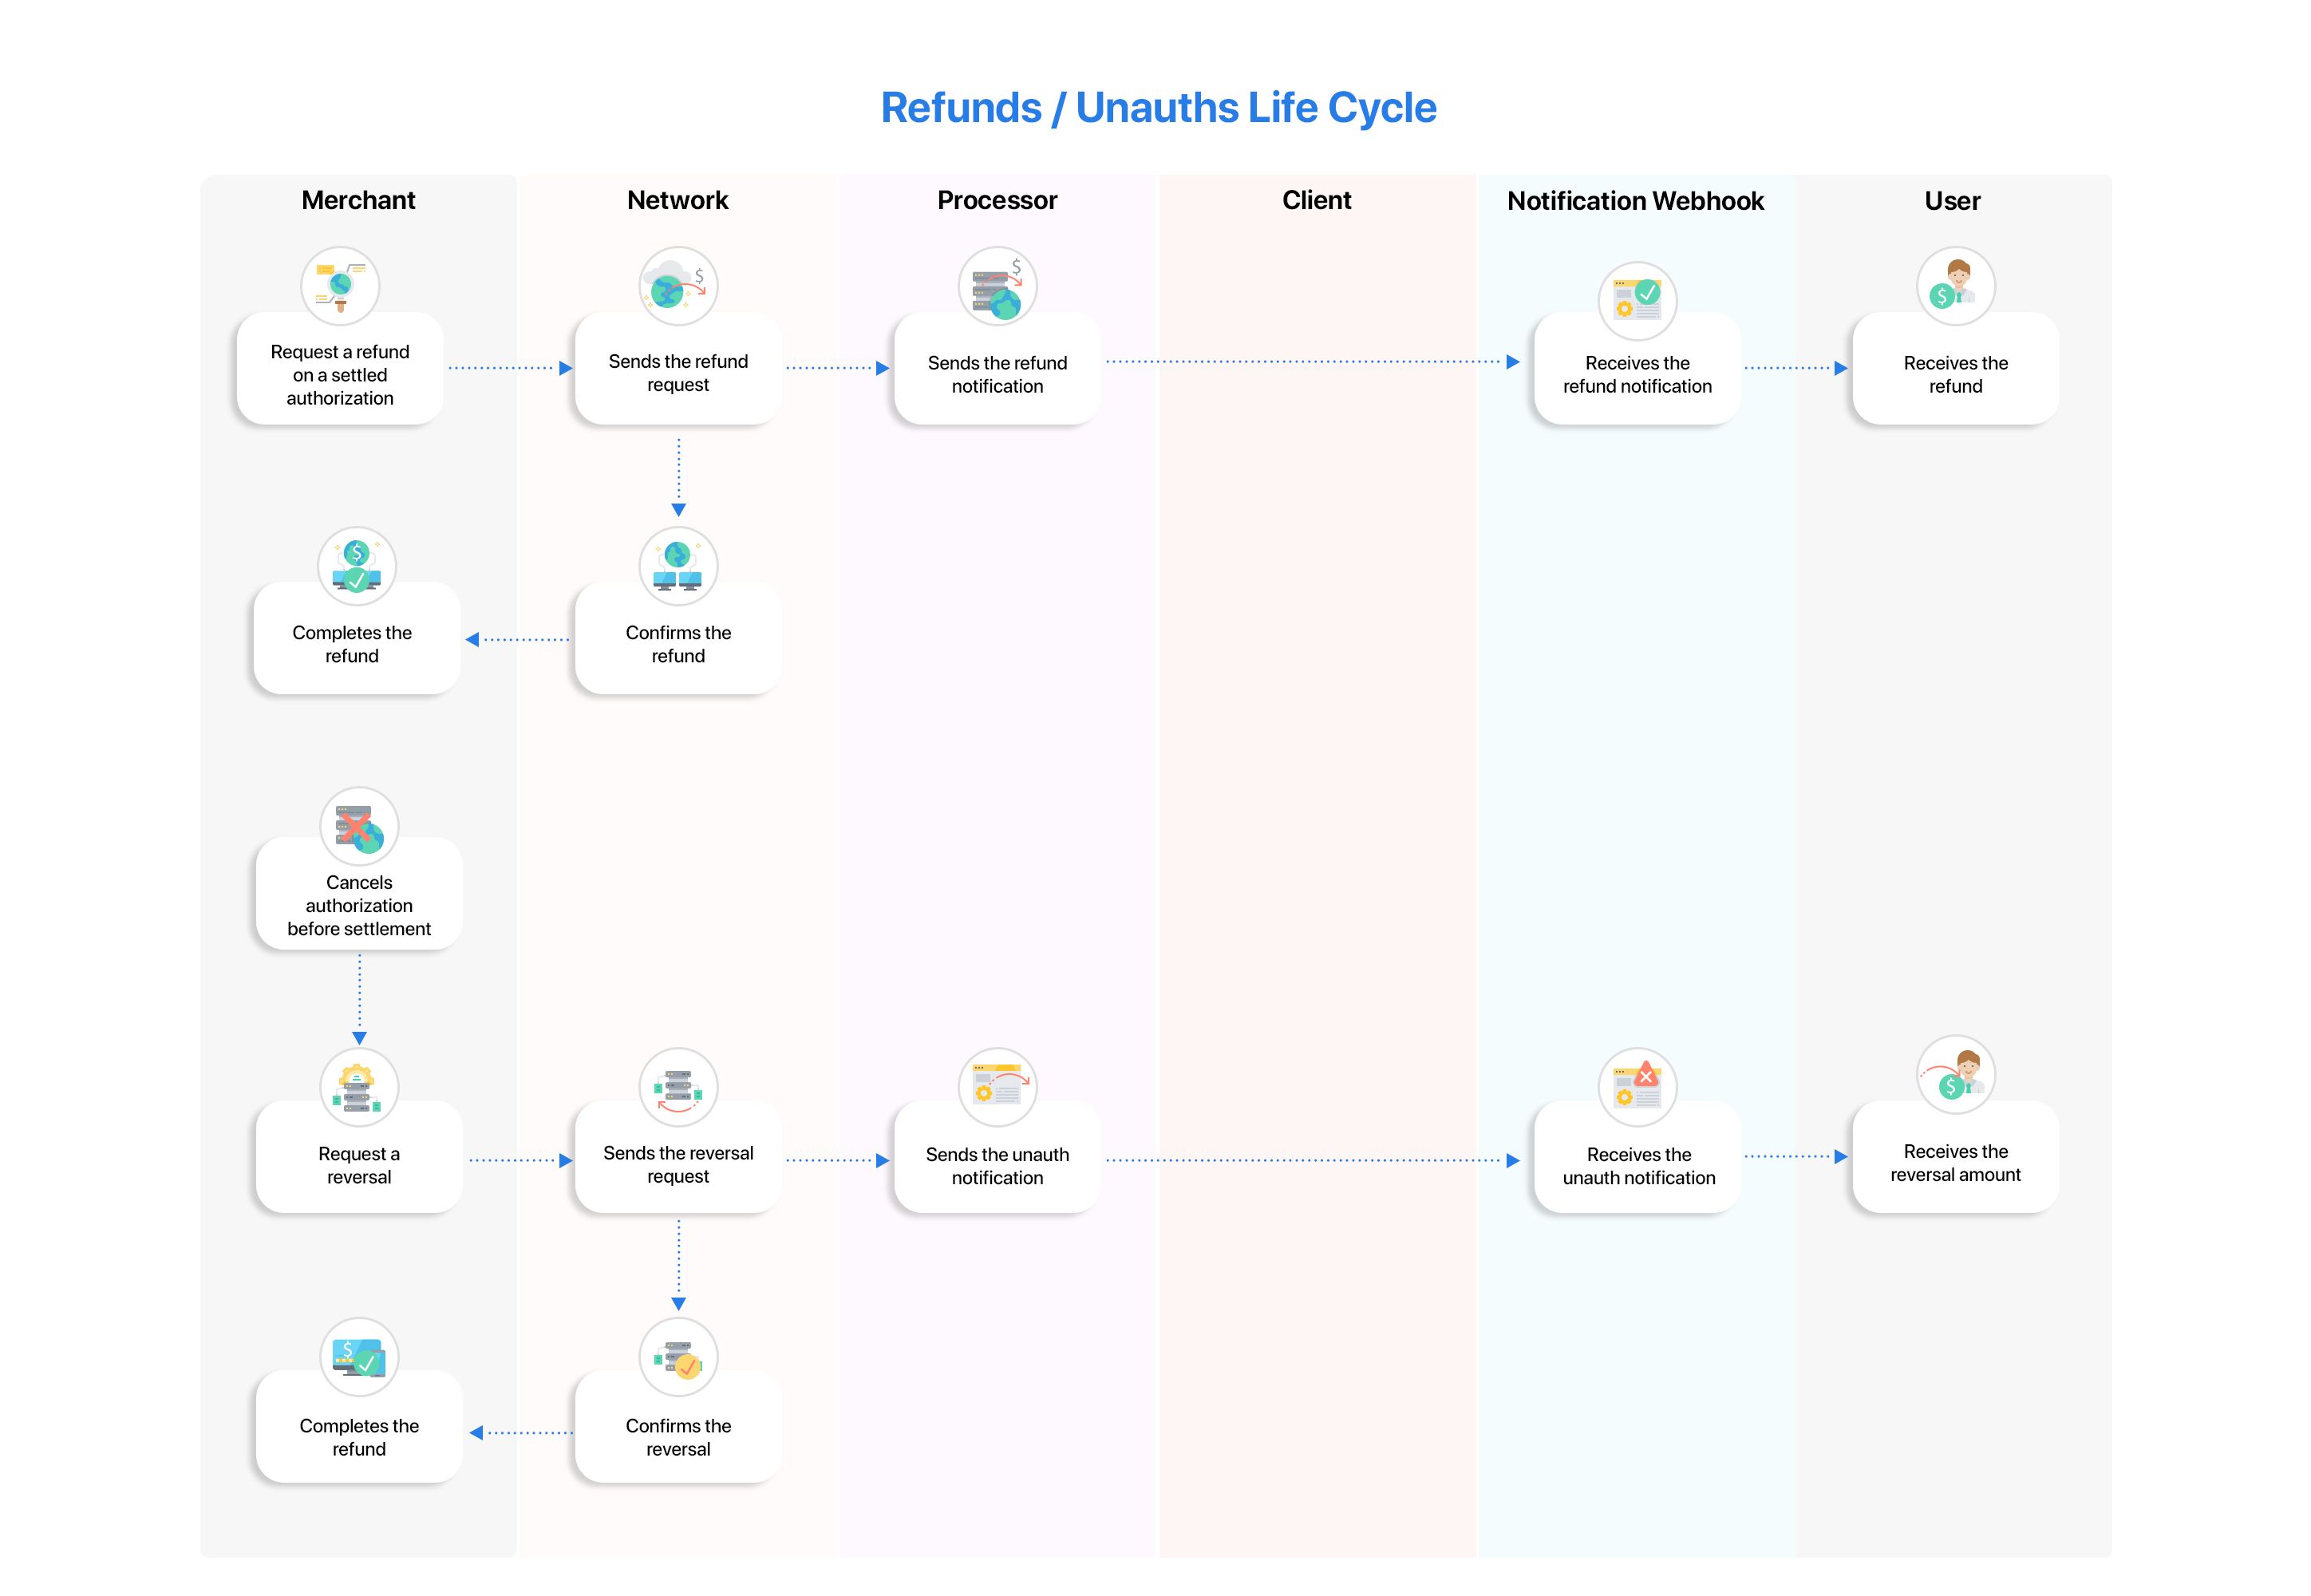 Refunds / Unauths Life Cycle
Merchant
Network
Processor
Client
Notification Webhook
User
Request a refund
on a settled
authorization
Sends the refund
request
Sends the refund
notification
Receives the
refund notification
Receives the
refund
Completes the
refund
Confirms the
refund
Cancels
authorization
before settlement
Request a
reversal
Sends the reversal
request
Sends the unauth
notification
Receives the
unauth notification
Receives the
reversal amount
Completes the
refund
Confirms the
reversal